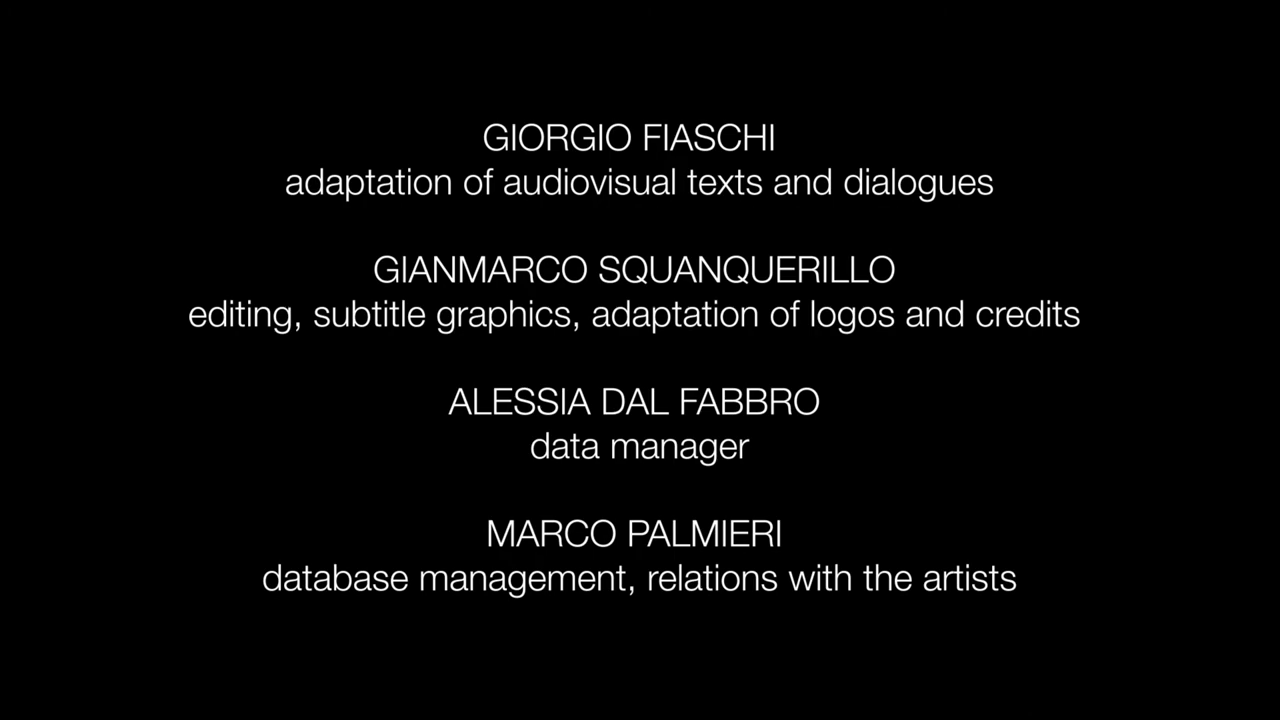 GIORGIO FIASCHI
adaptation of audiovisual texts and dialogues
GIANMARCO SQUANQUERILLO
editing, subtitle graphics, adaptation of logos and credits
ALESSIA DAL FABBRO
data manager
MARCO PALMIERI
database management, relations with the artists